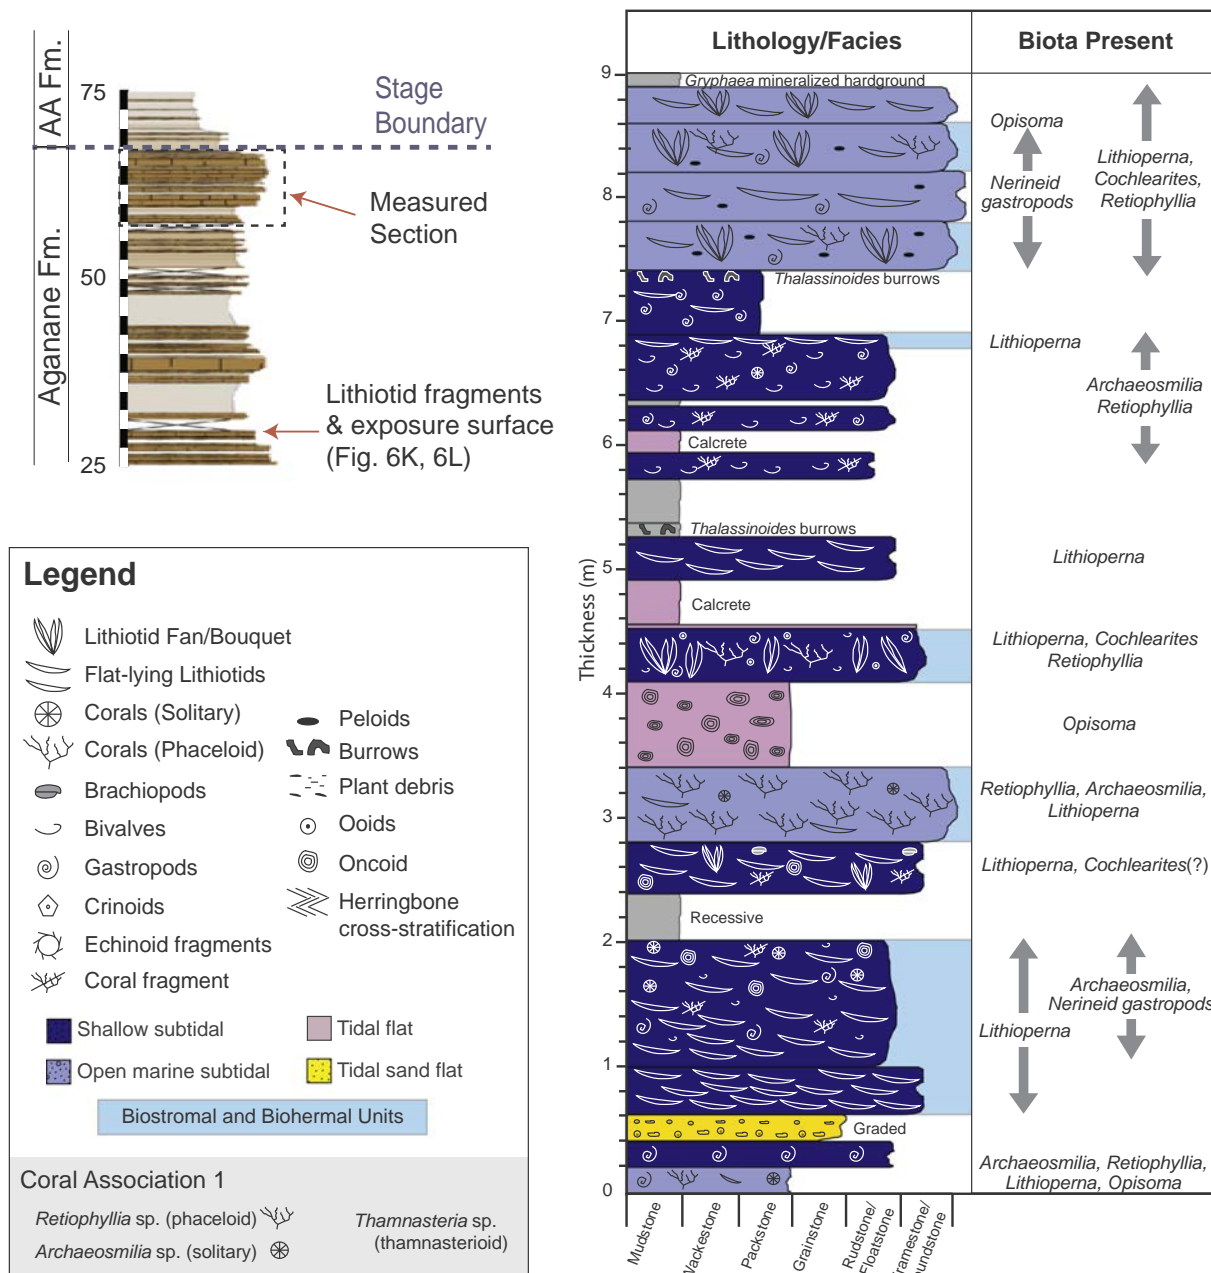 AA Fm.
Aganane Fm.
75
50
25
Stage
Boundary
Measured
Section
Lithiotid fragments
& exposure surface
(Fig. 6K, 6L)
Legend
Lithiotid Fan/Bouquet
Flat-lying Lithiotids
Corals (Solitary)
Corals (Phaceloid)
Brachiopods
Bivalves
Gastropods
Crinoids
Echinoid fragments
Coral fragment
Peloids
Burrows
Plant debris
Ooids
Oncoid
Herringbone
cross-stratification
Shallow subtidal
Tidal flat
Open marine subtidal
Tidal sand flat
Biostromal and Biohermal Units
Coral Association 1
Retiophyllia sp. (phaceloid)
Archaeosmilia sp. (solitary)
Thamnasteria sp.
(thamnasterioid)
Lithology/Facies
Biota Present
Thickness (m)
9
8
7
6
5
4
3
2
1
0
Gryphaea mineralized hardground
Thalassinoides burrows
Calcrete
Thalassinoides burrows
Calcrete
Recessive
Graded
Opisoma
Nerineid
gastropods
Lithioperna,
Cochlearites,
Retiophyllia
Lithioperna
Archaeosmilia
Retiophyllia
Lithioperna
Lithioperna, Cochlearites
Retiophyllia
Opisoma
Retiophyllia, Archaeosmilia,
Lithioperna
Lithioperna, Cochlearites(?)
Archaeosmilia,
Nerineid gastropods
Lithioperna
Archaeosmilia, Retiophyllia,
Lithioperna, Opisoma
Mudstone
Wackestone
Packstone
Grainstone
Rudstone/
Floatstone